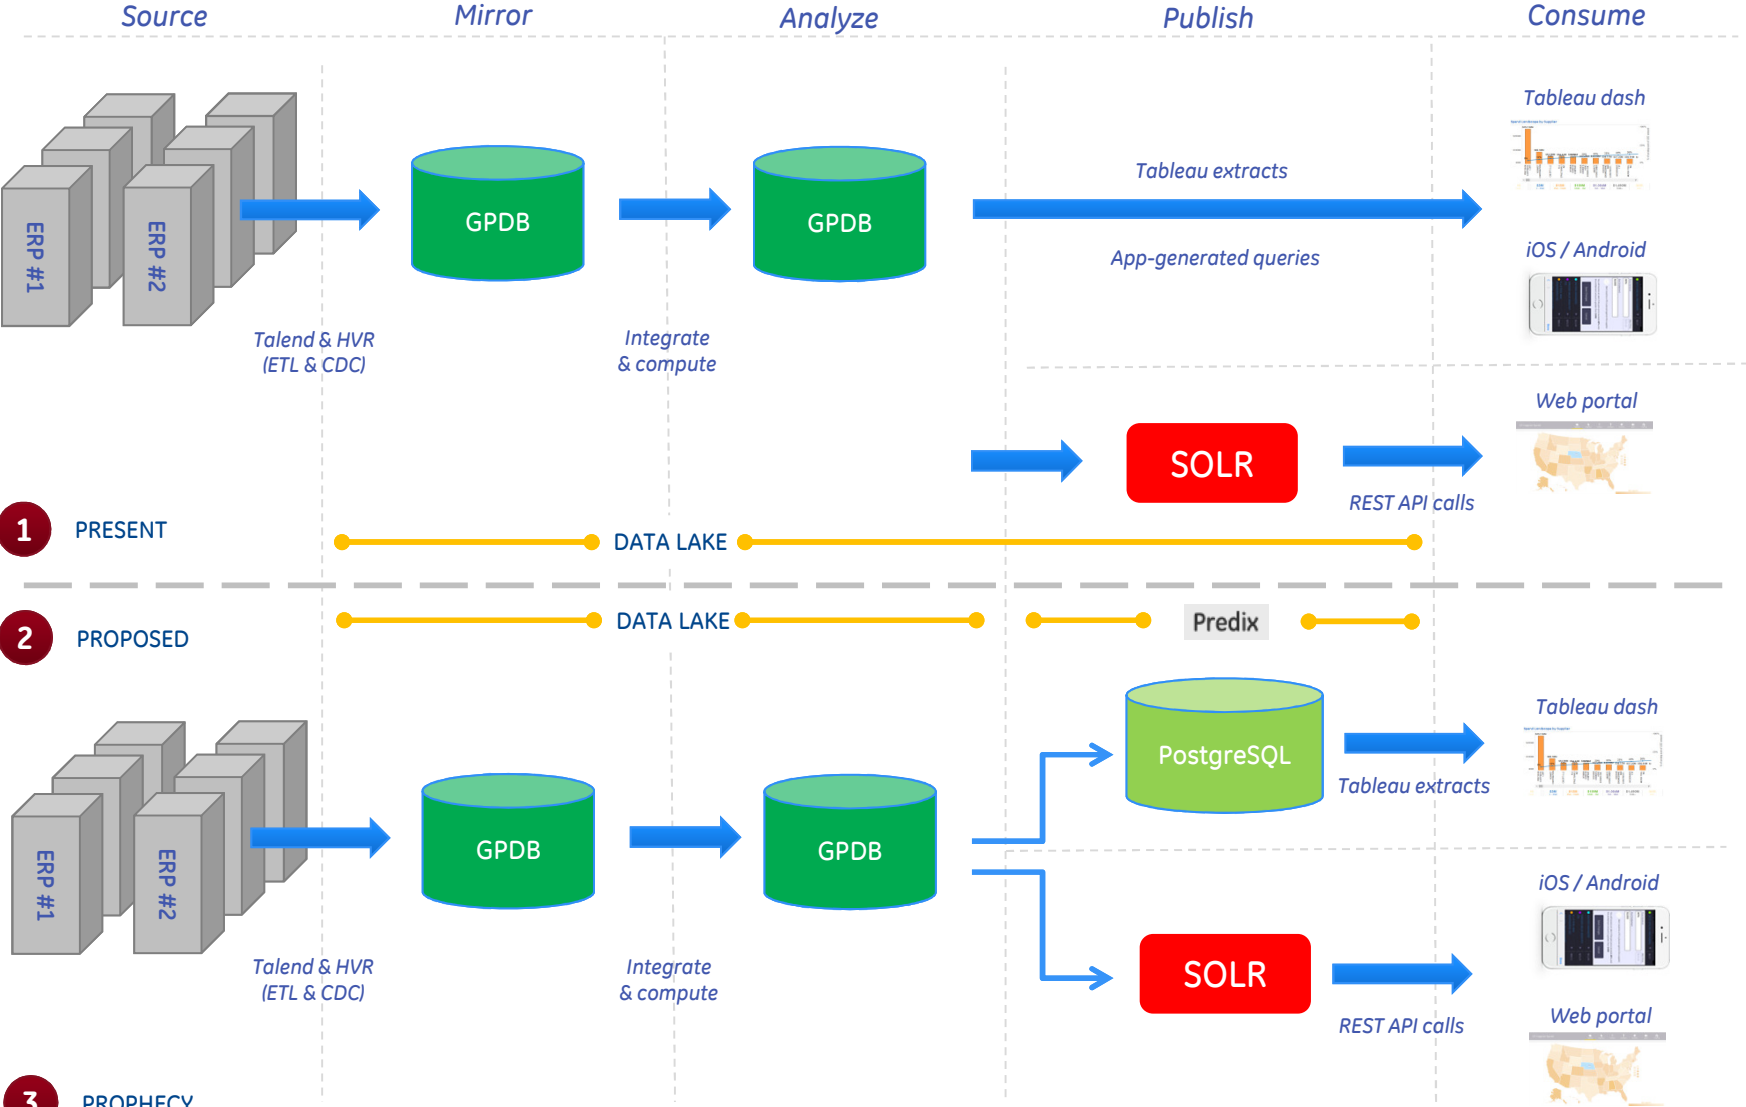 Source
Mirror
Analyze
Publish
Consume
Tableau dash
ERP #1
ERP #2
GPDB
GPDB
Tableau extracts
App-generated queries
iOS / Android
Talend & HVR
(ETL & CDC)
Integrate
& compute
Web portal
SOLR
REST API calls
1
PRESENT
DATA LAKE
2
PROPOSED
DATA LAKE
Predix
Tableau dash
PostgreSQL
Tableau extracts
ERP #1
ERP #2
GPDB
GPDB
iOS / Android
Talend & HVR
(ETL & CDC)
Integrate
& compute
SOLR
REST API calls
Web portal
3
PROPHECY